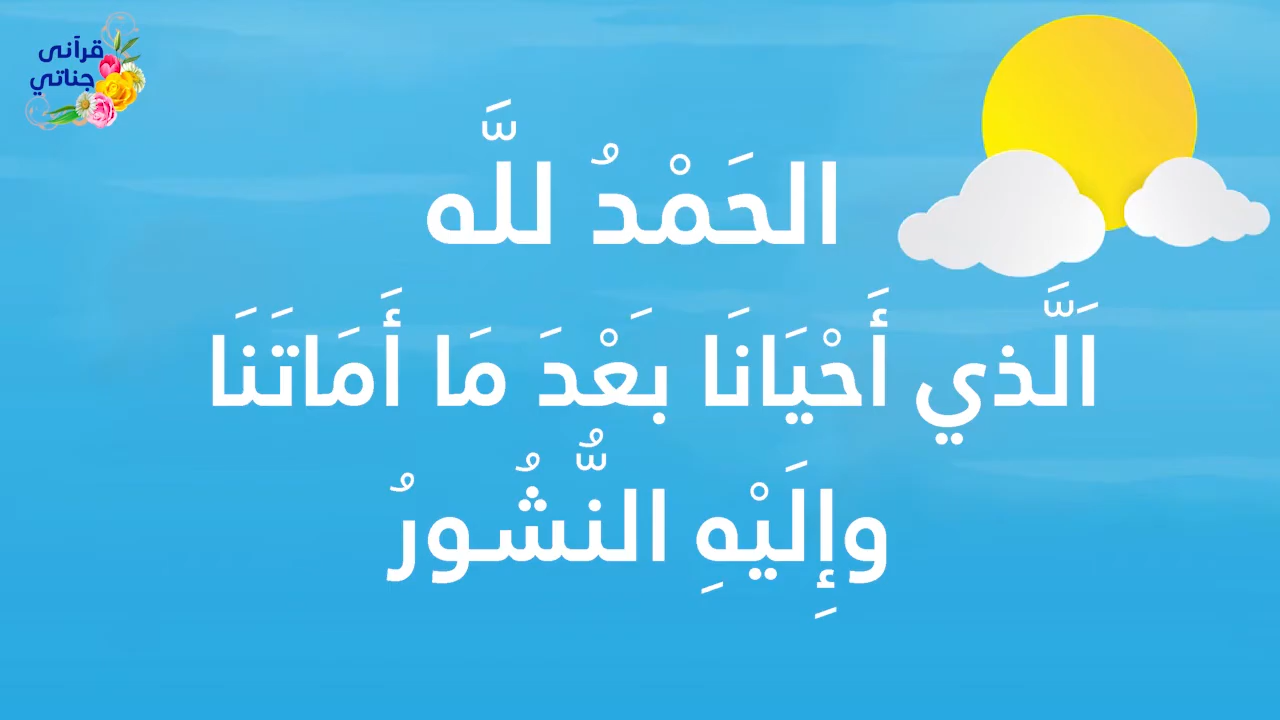 قرآنى
جناتي
الحَمْدُ للَّه
اَلَّذي أَحْيَانَا بَعْدَ مَا أَمَاتَنَا
وإِلَيْهِ النُّشُورُ